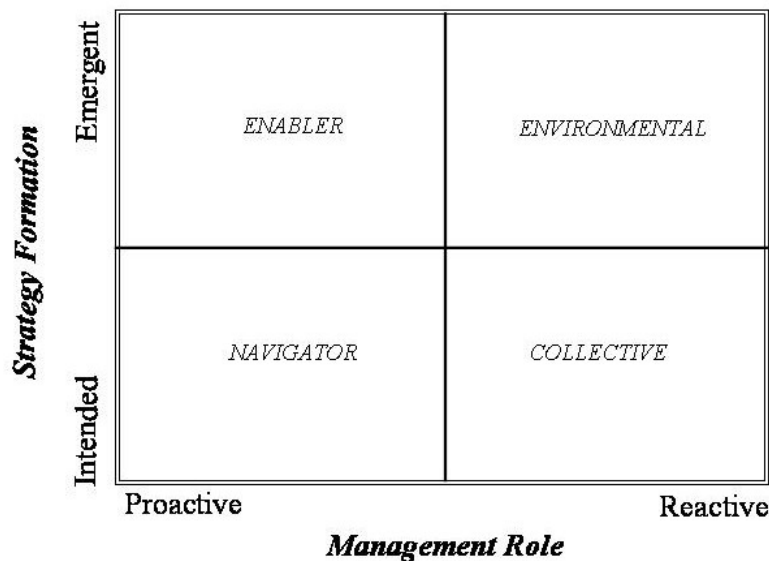 Strategy Formation
Emergent
Intended
ENABLER
ENVIRONMENTAL
NAVIGATOR
COLLECTIVE
Proactive
Reactive
Management Role